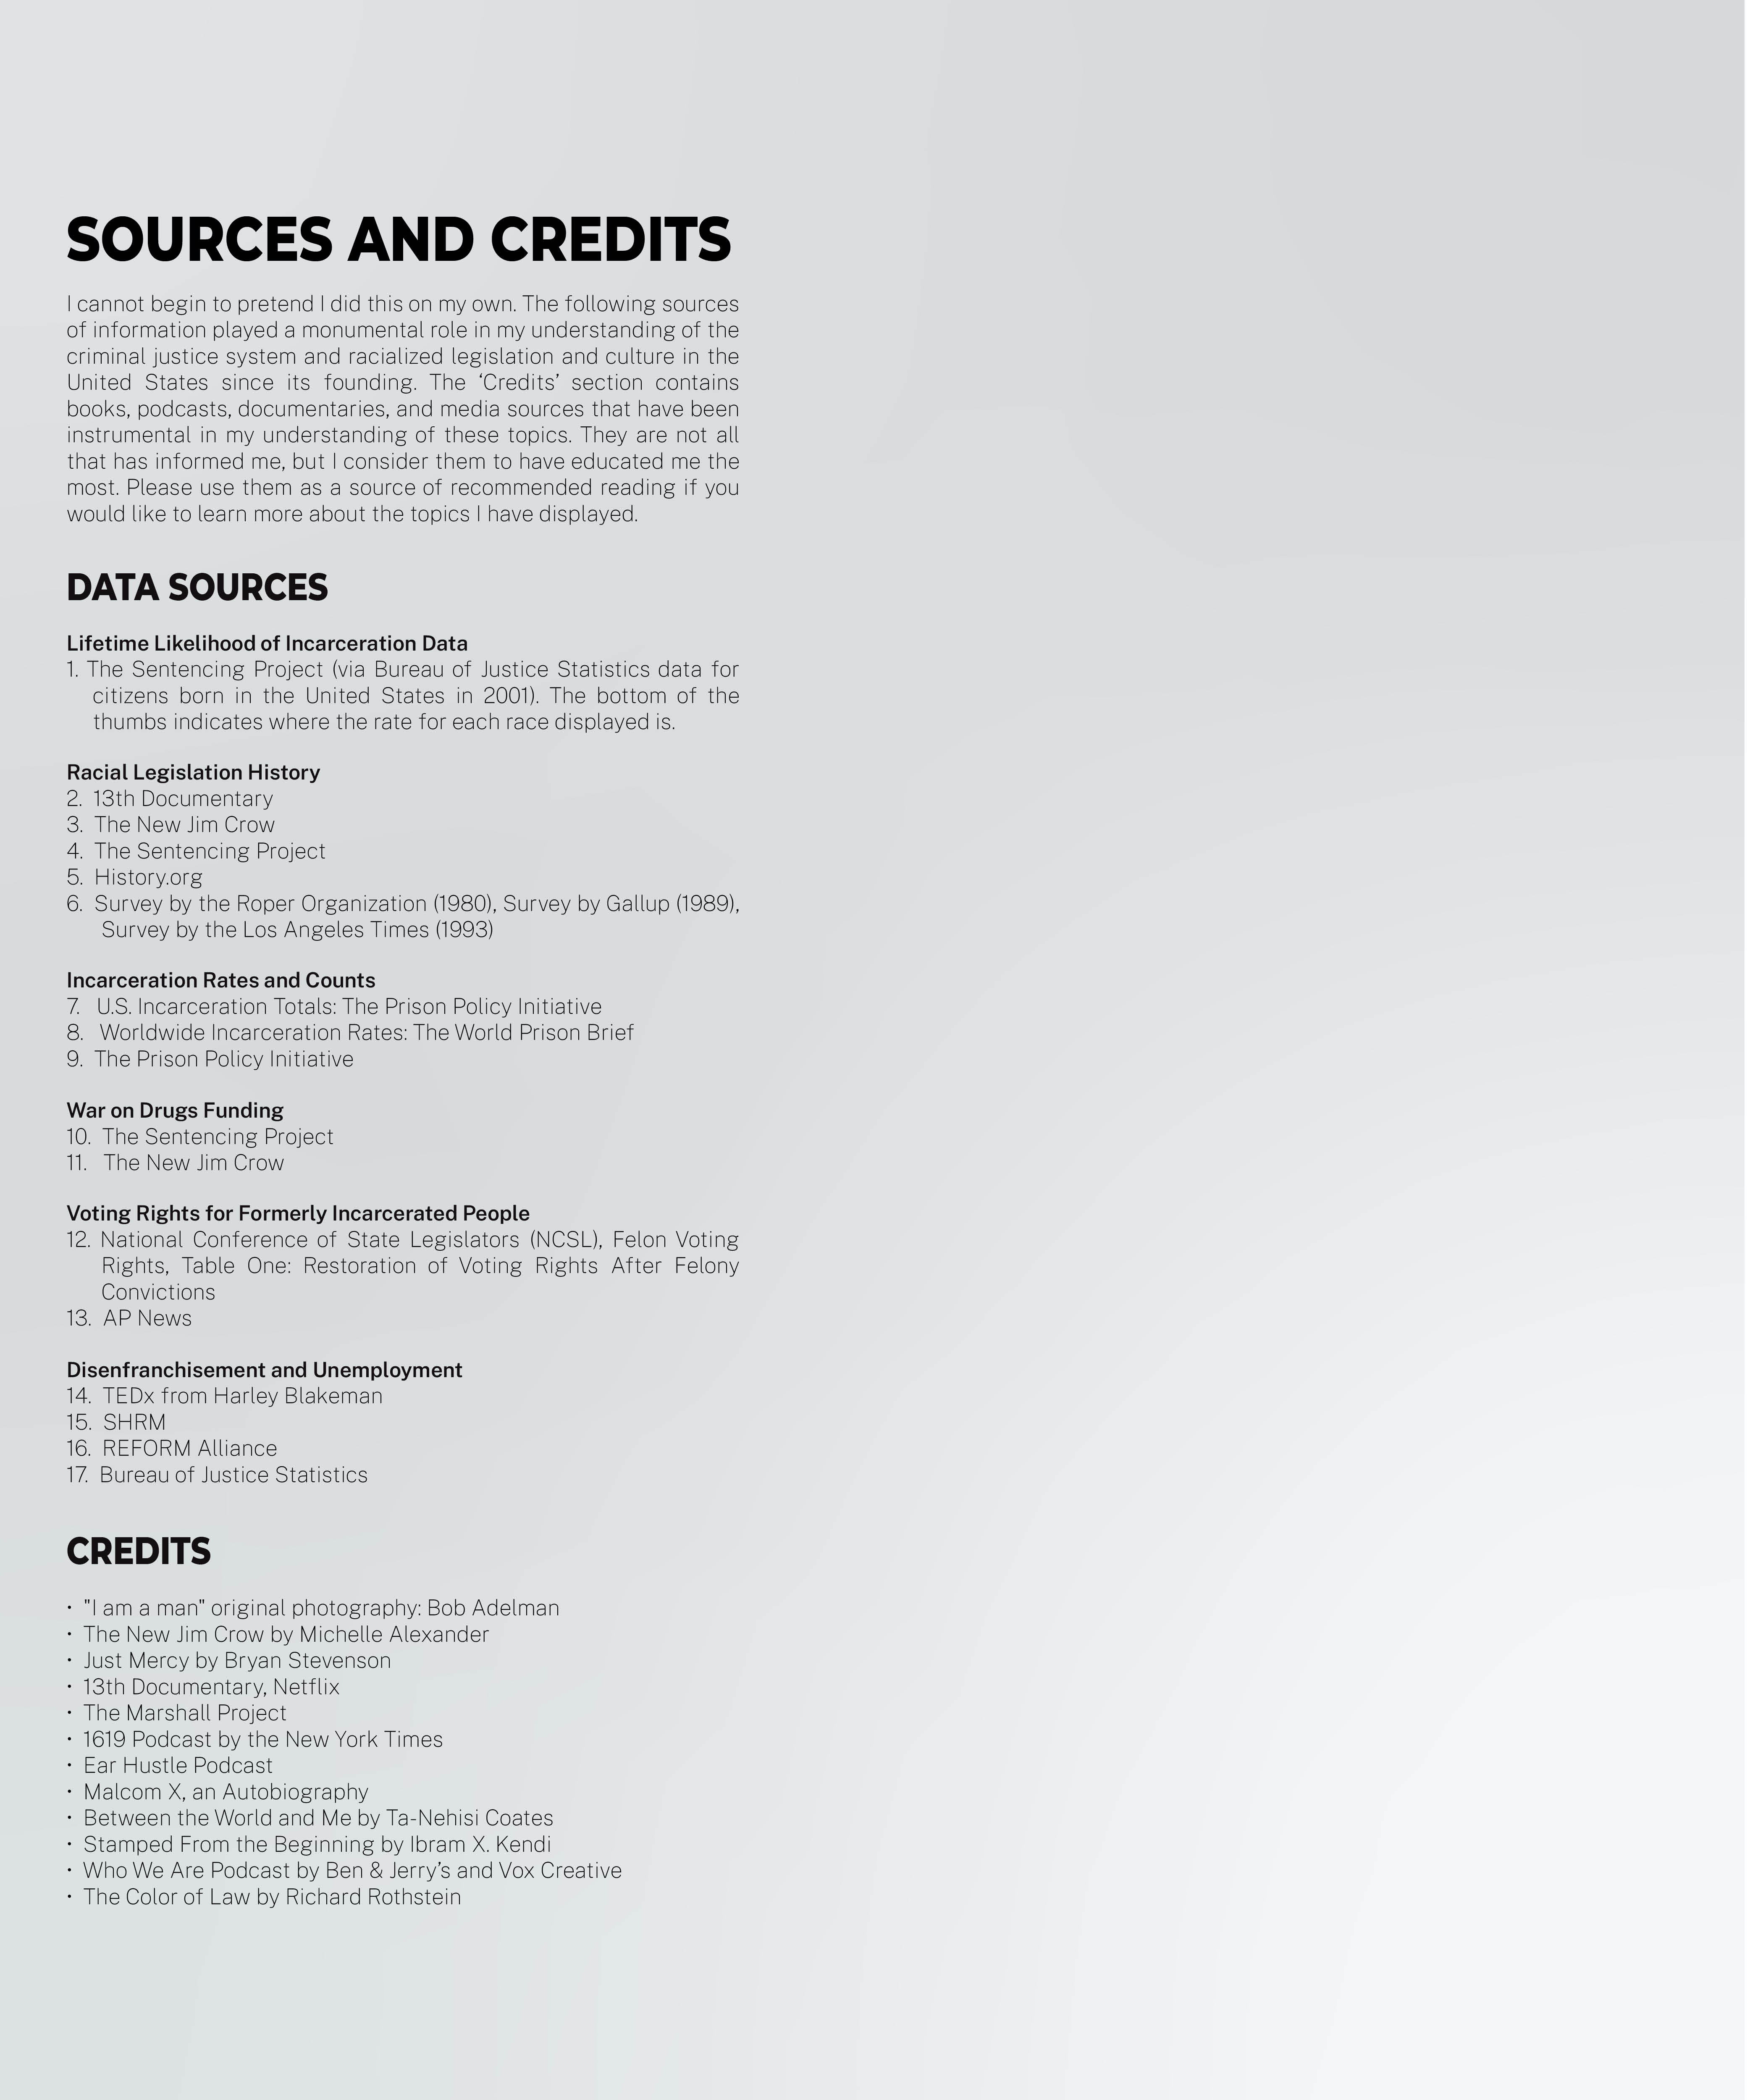 SOURCES AND CREDITS
I cannot begin to pretend I did this on my own. The following sources
of information played a monumental role in my understanding of the
criminal justice system and racialized legislation and culture in the
United States since its founding. The ‘Credits’ section contains
books, podcasts, documentaries, and media sources that have been
instrumental in my understanding of these topics. They are not all
that has informed me, but I consider them to have educated me the
most. Please use them as a source of recommended reading if you
would like to learn more about the topics I have displayed.
DATA SOURCES
Lifetime Likelihood of Incarceration Data
1. The Sentencing Project (via Bureau of Justice Statistics data for
citizens born in the United States in 2001). The bottom of the
thumbs indicates where the rate for each race displayed is.
Racial Legislation History
2. 13th Documentary
3. The New Jim Crow
4. The Sentencing Project
5. History.org
6. Survey by the Roper Organization (1980), Survey by Gallup (1989),
Survey by the Los Angeles Times (1993)
Incarceration Rates and Counts
7. U.S. Incarceration Totals: The Prison Policy Initiative
8. Worldwide Incarceration Rates: The World Prison Brief
9. The Prison Policy Initiative
War on Drugs Funding
10. The Sentencing Project
11. The New Jim Crow
Voting Rights for Formerly Incarcerated People
12. National Conference of State Legislators (NCSL), Felon Voting
Rights, Table One: Restoration of Voting Rights After Felony
Convictions
13. AP News
Disenfranchisement and Unemployment
14. TEDx from Harley Blakeman
15. SHRM
16. REFORM Alliance
17. Bureau of Justice Statistics
CREDITS
• "I am a man" original photography: Bob Adelman
• The New Jim Crow by Michelle Alexander
• Just Mercy by Bryan Stevenson
• 13th Documentary, Netflix
• The Marshall Project
• 1619 Podcast by the New York Times
• Ear Hustle Podcast
• Malcom X, an Autobiography
• Between the World and Me by Ta-Nehisi Coates
• Stamped From the Beginning by Ibram X. Kendi
• Who We Are Podcast by Ben & Jerry’s and Vox Creative
• The Color of Law by Richard Rothstein